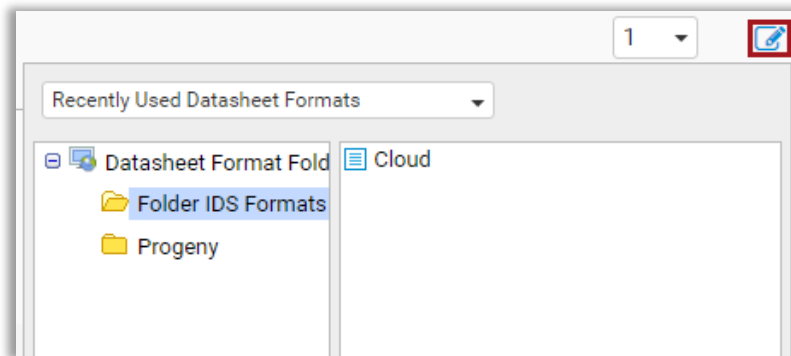 1
Recently Used Datasheet Formats
Datasheet Format Fold
Cloud
Folder IDS Formats
Progeny